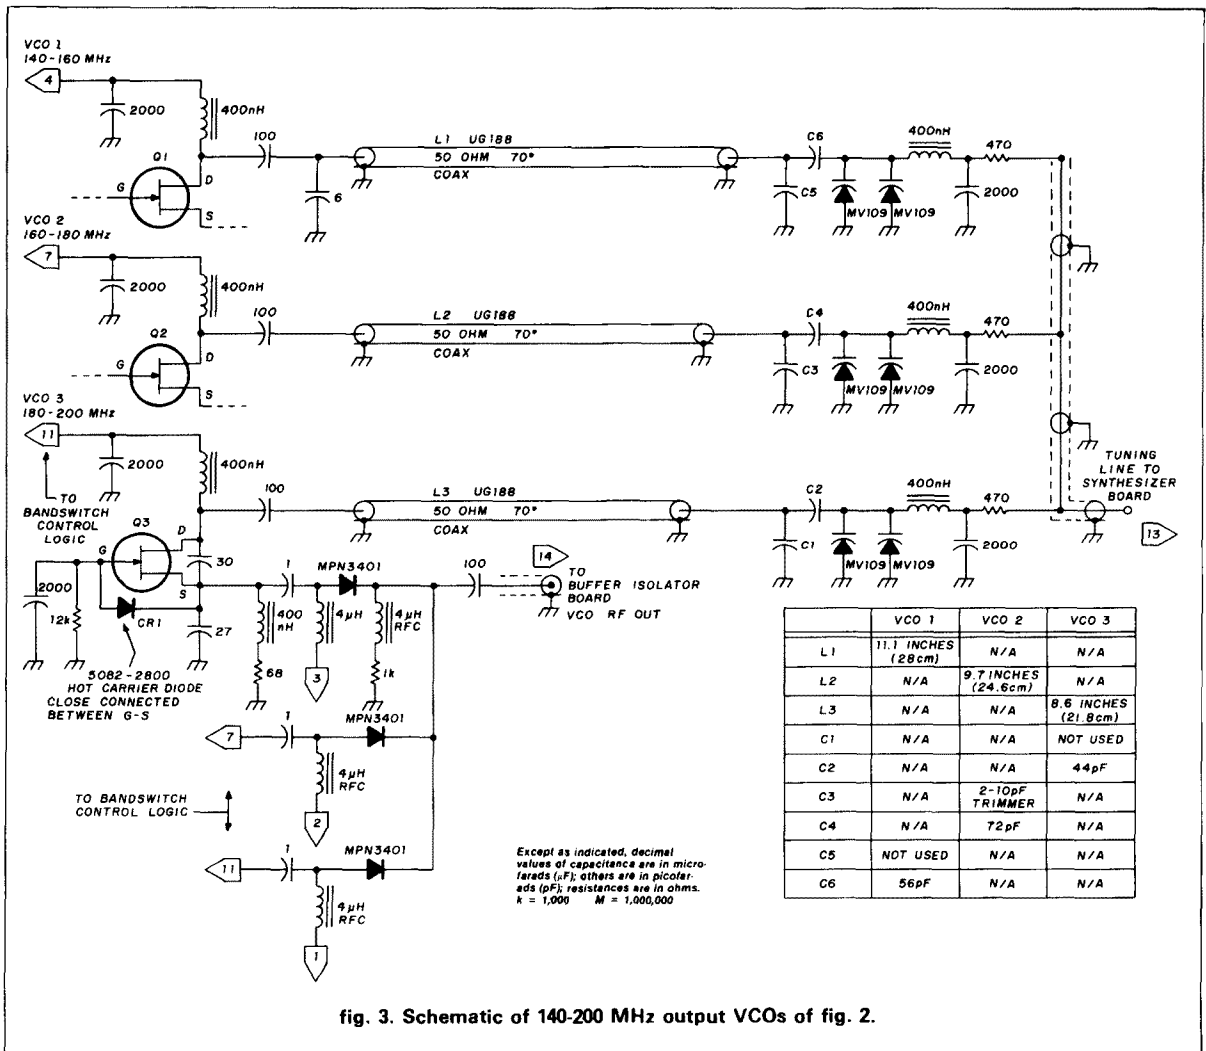 VCO 1
140-160 MHz
4
2000
400nH
Q1
G
D
S
100
6
L1 UG188
50 OHM 70°
COAX
C6
C5
MV109
MV109
400nH
2000
470
VCO 2
160-180 MHz
7
2000
400nH
Q2
G
D
S
100
L2 UG188
50 OHM 70°
COAX
C4
C3
MV109
MV109
400nH
2000
470
VCO 3
180-200 MHz
11
2000
400nH
TO
BANDSWITCH
CONTROL
LOGIC
Q3
G
D
S
100
L3 UG188
50 OHM 70°
COAX
C2
C1
MV109
MV109
400nH
2000
470
TUNING
LINE TO
SYNTHESIZER
BOARD
13
2000
12k
CR1
30
27
5082-2800
HOT CARRIER DIODE
CLOSE CONNECTED
BETWEEN G-S
400
nH
68
1
MPN3401
4µH
3
4µH
RFC
1k
100
14
TO
BUFFER ISOLATOR
BOARD
VCO RF OUT
7
1
MPN3401
4µH
RFC
2
TO BANDSWITCH
CONTROL LOGIC
11
1
MPN3401
4µH
RFC
1
Except as indicated, decimal
values of capacitance are in micro-
farads (µF); others are in picofar-
ads (pF); resistances are in ohms.
k = 1,000 M = 1,000,000
VCO 1 VCO 2 VCO 3
L1 11.1 INCHES (28cm) N/A N/A
L2 N/A 9.7 INCHES (24.6cm) N/A
L3 N/A N/A 8.6 INCHES (21.8cm)
C1 N/A N/A NOT USED
C2 N/A N/A 44pF
C3 N/A 2-10pF TRIMMER N/A
C4 N/A 72pF N/A
C5 NOT USED N/A N/A
C6 56pF N/A N/A
fig. 3. Schematic of 140-200 MHz output VCOs of fig. 2.